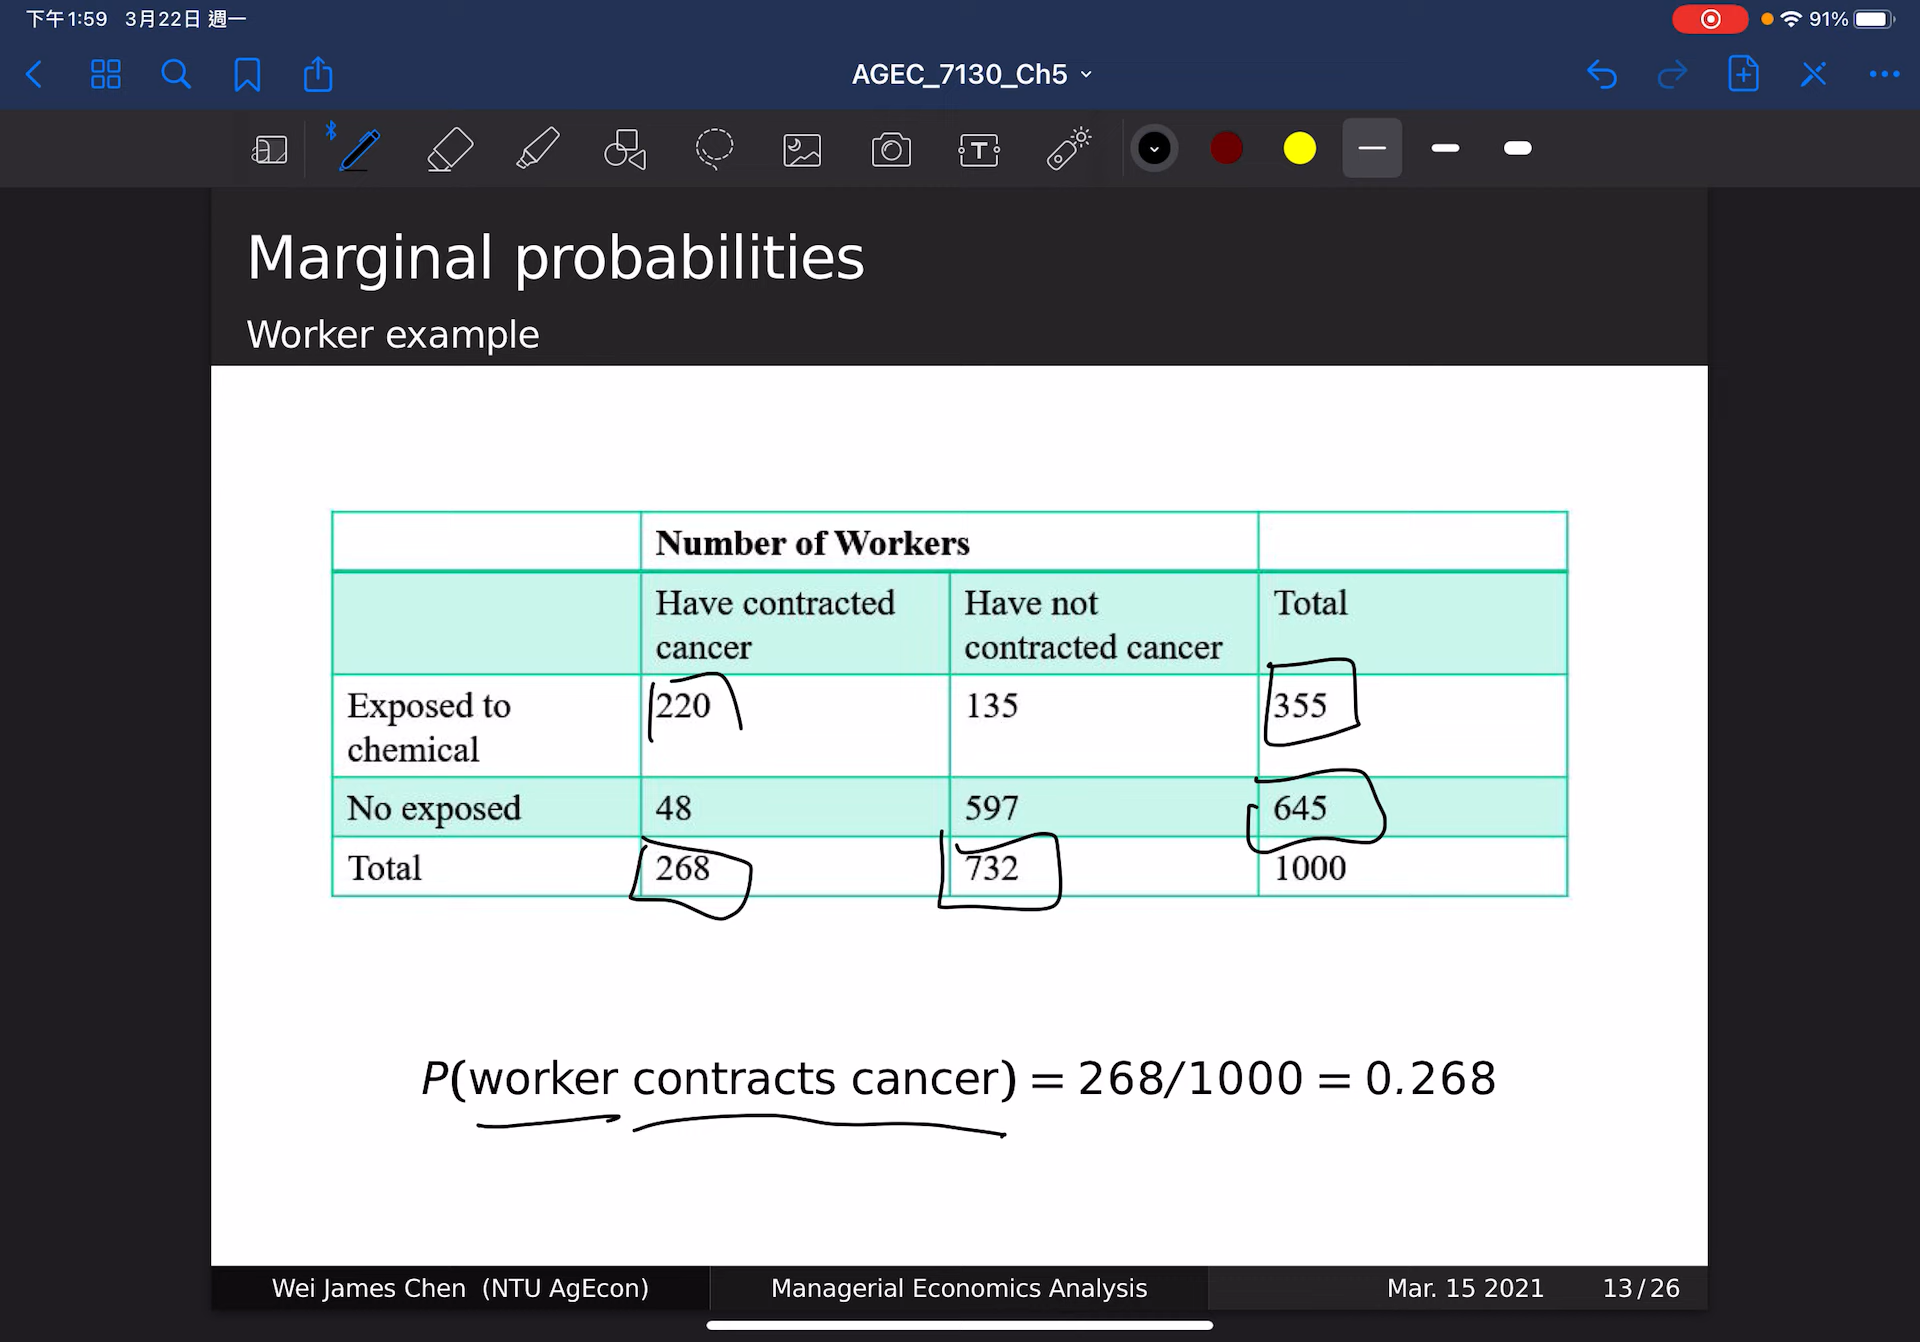 下午1:59 3月22日 週一
91%
AGEC_7130_Ch5
Marginal probabilities
Worker example
Number of Workers
Have contracted cancer Have not contracted cancer Total
Exposed to chemical 220 135 355
No exposed 48 597 645
Total 268 732 1000
P(worker contracts cancer) = 268/1000 = 0.268
Wei James Chen (NTU AgEcon) Managerial Economics Analysis Mar. 15 2021 13/26